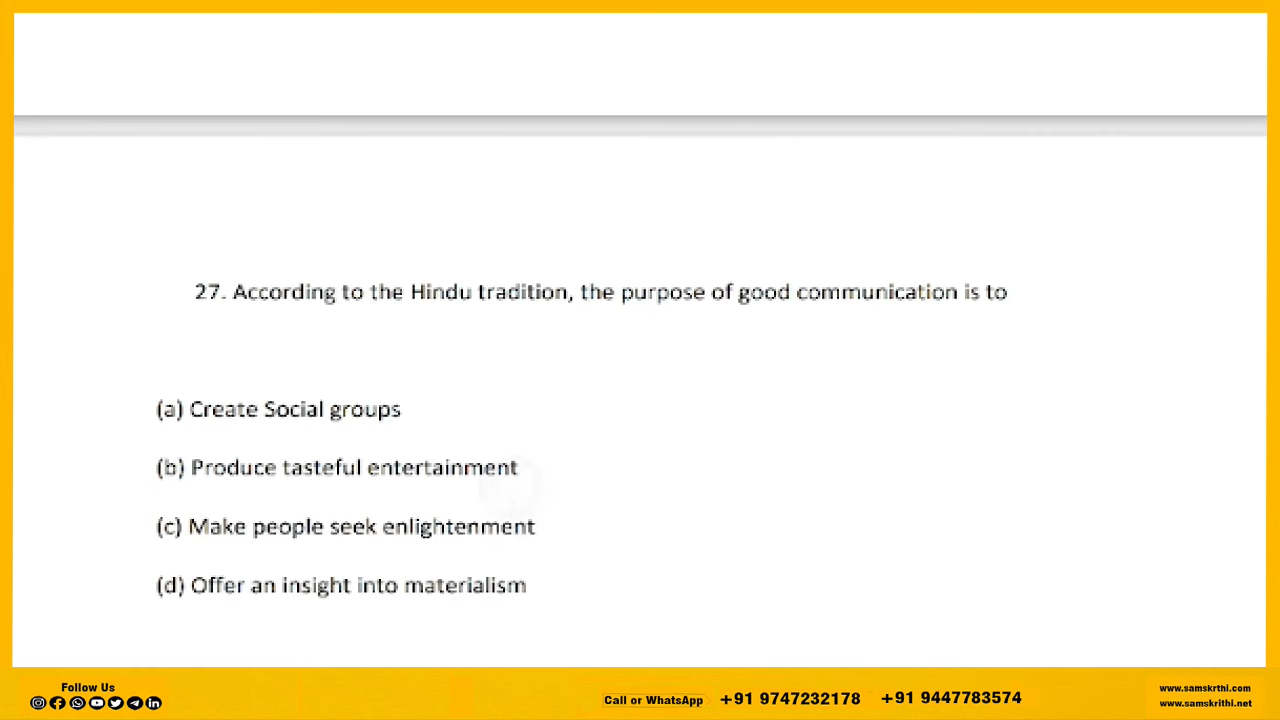 27. According to the Hindu tradition, the purpose of good communication is to
(a) Create Social groups
(b) Produce tasteful entertainment
(c) Make people seek enlightenment
(d) Offer an insight into materialism
Follow Us
Call or WhatsApp +91 9747232178 +91 9447783574
www.samskrthi.com
www.samskrithi.net